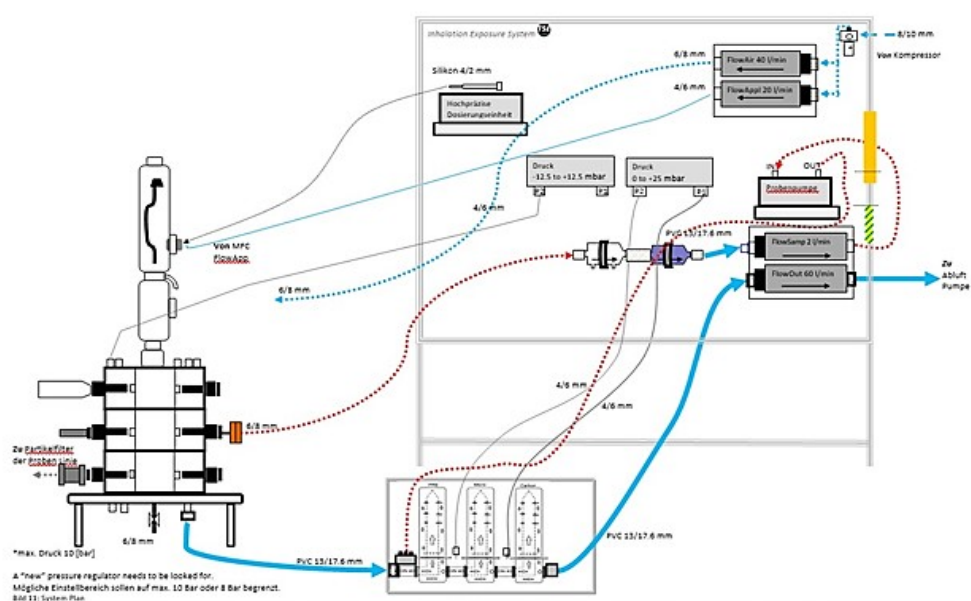 Inhalation Exposure System TSE
8/10 mm
Von Kompressor
6/8 mm
FlowAir 40 l/min
Silikon 4/2 mm
4/6 mm
FlowAppl 20 l/min
Hochpräzise
Dosierungseinheit
Druck
-12.5 to +12.5 mbar
P2
Druck
0 to +25 mbar
P2
P1
IN
OUT
Probenpumpe
4/6 mm
PVC 13/17.6 mm
Von MFC
FlowApp.
FlowSamp 2 l/min
FlowOut 60 l/min
Zu
Abluft
Pumpe
6/8 mm
4/6 mm
4/6 mm
6/8 mm
Zu Partikelfilter
der Proben Linie
6/8 mm
PVC 13/17.6 mm
PVC 13/17.6 mm
*max. Druck 10 [bar]
A "new" pressure regulator needs to be looked for.
Mögliche Einstellbereich sollen auf max. 10 Bar oder 8 Bar begrenzt.
Bild 11: System Plan